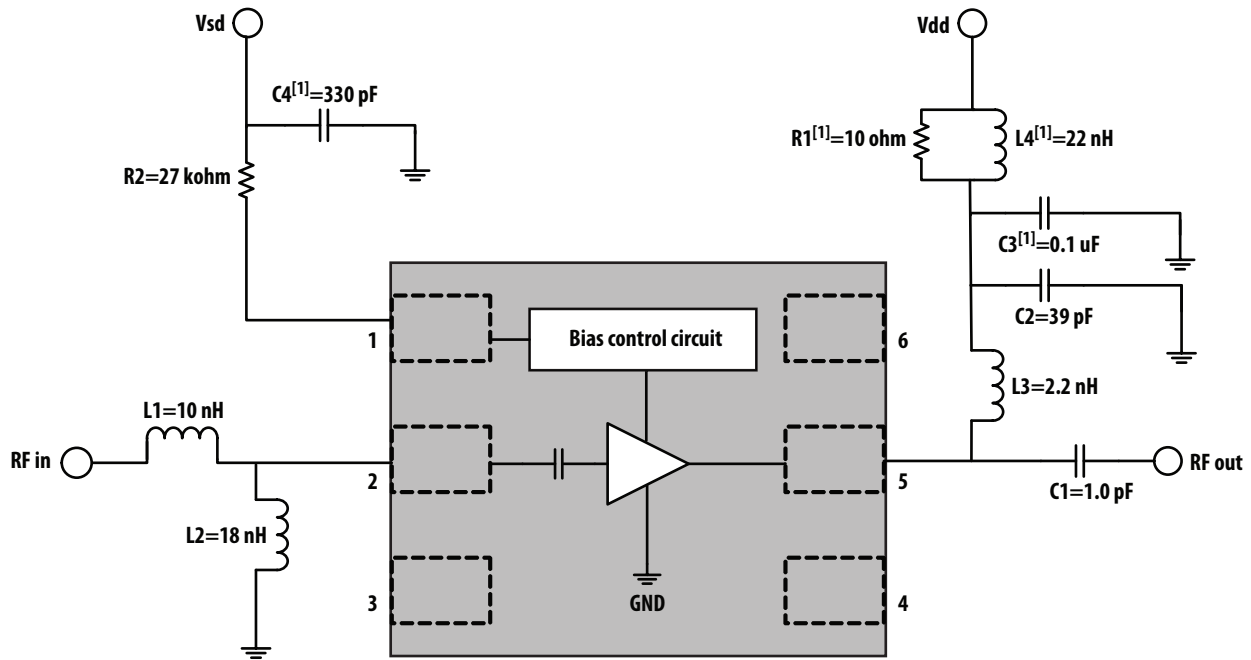 Vsd
Vdd
C4[1]=330 pF
R1[1]=10 ohm
L4[1]=22 nH
R2=27 kohm
C3[1]=0.1 uF
C2=39 pF
1
Bias control circuit
6
L3=2.2 nH
L1=10 nH
RF in
2
5
RF out
C1=1.0 pF
L2=18 nH
3
GND
4